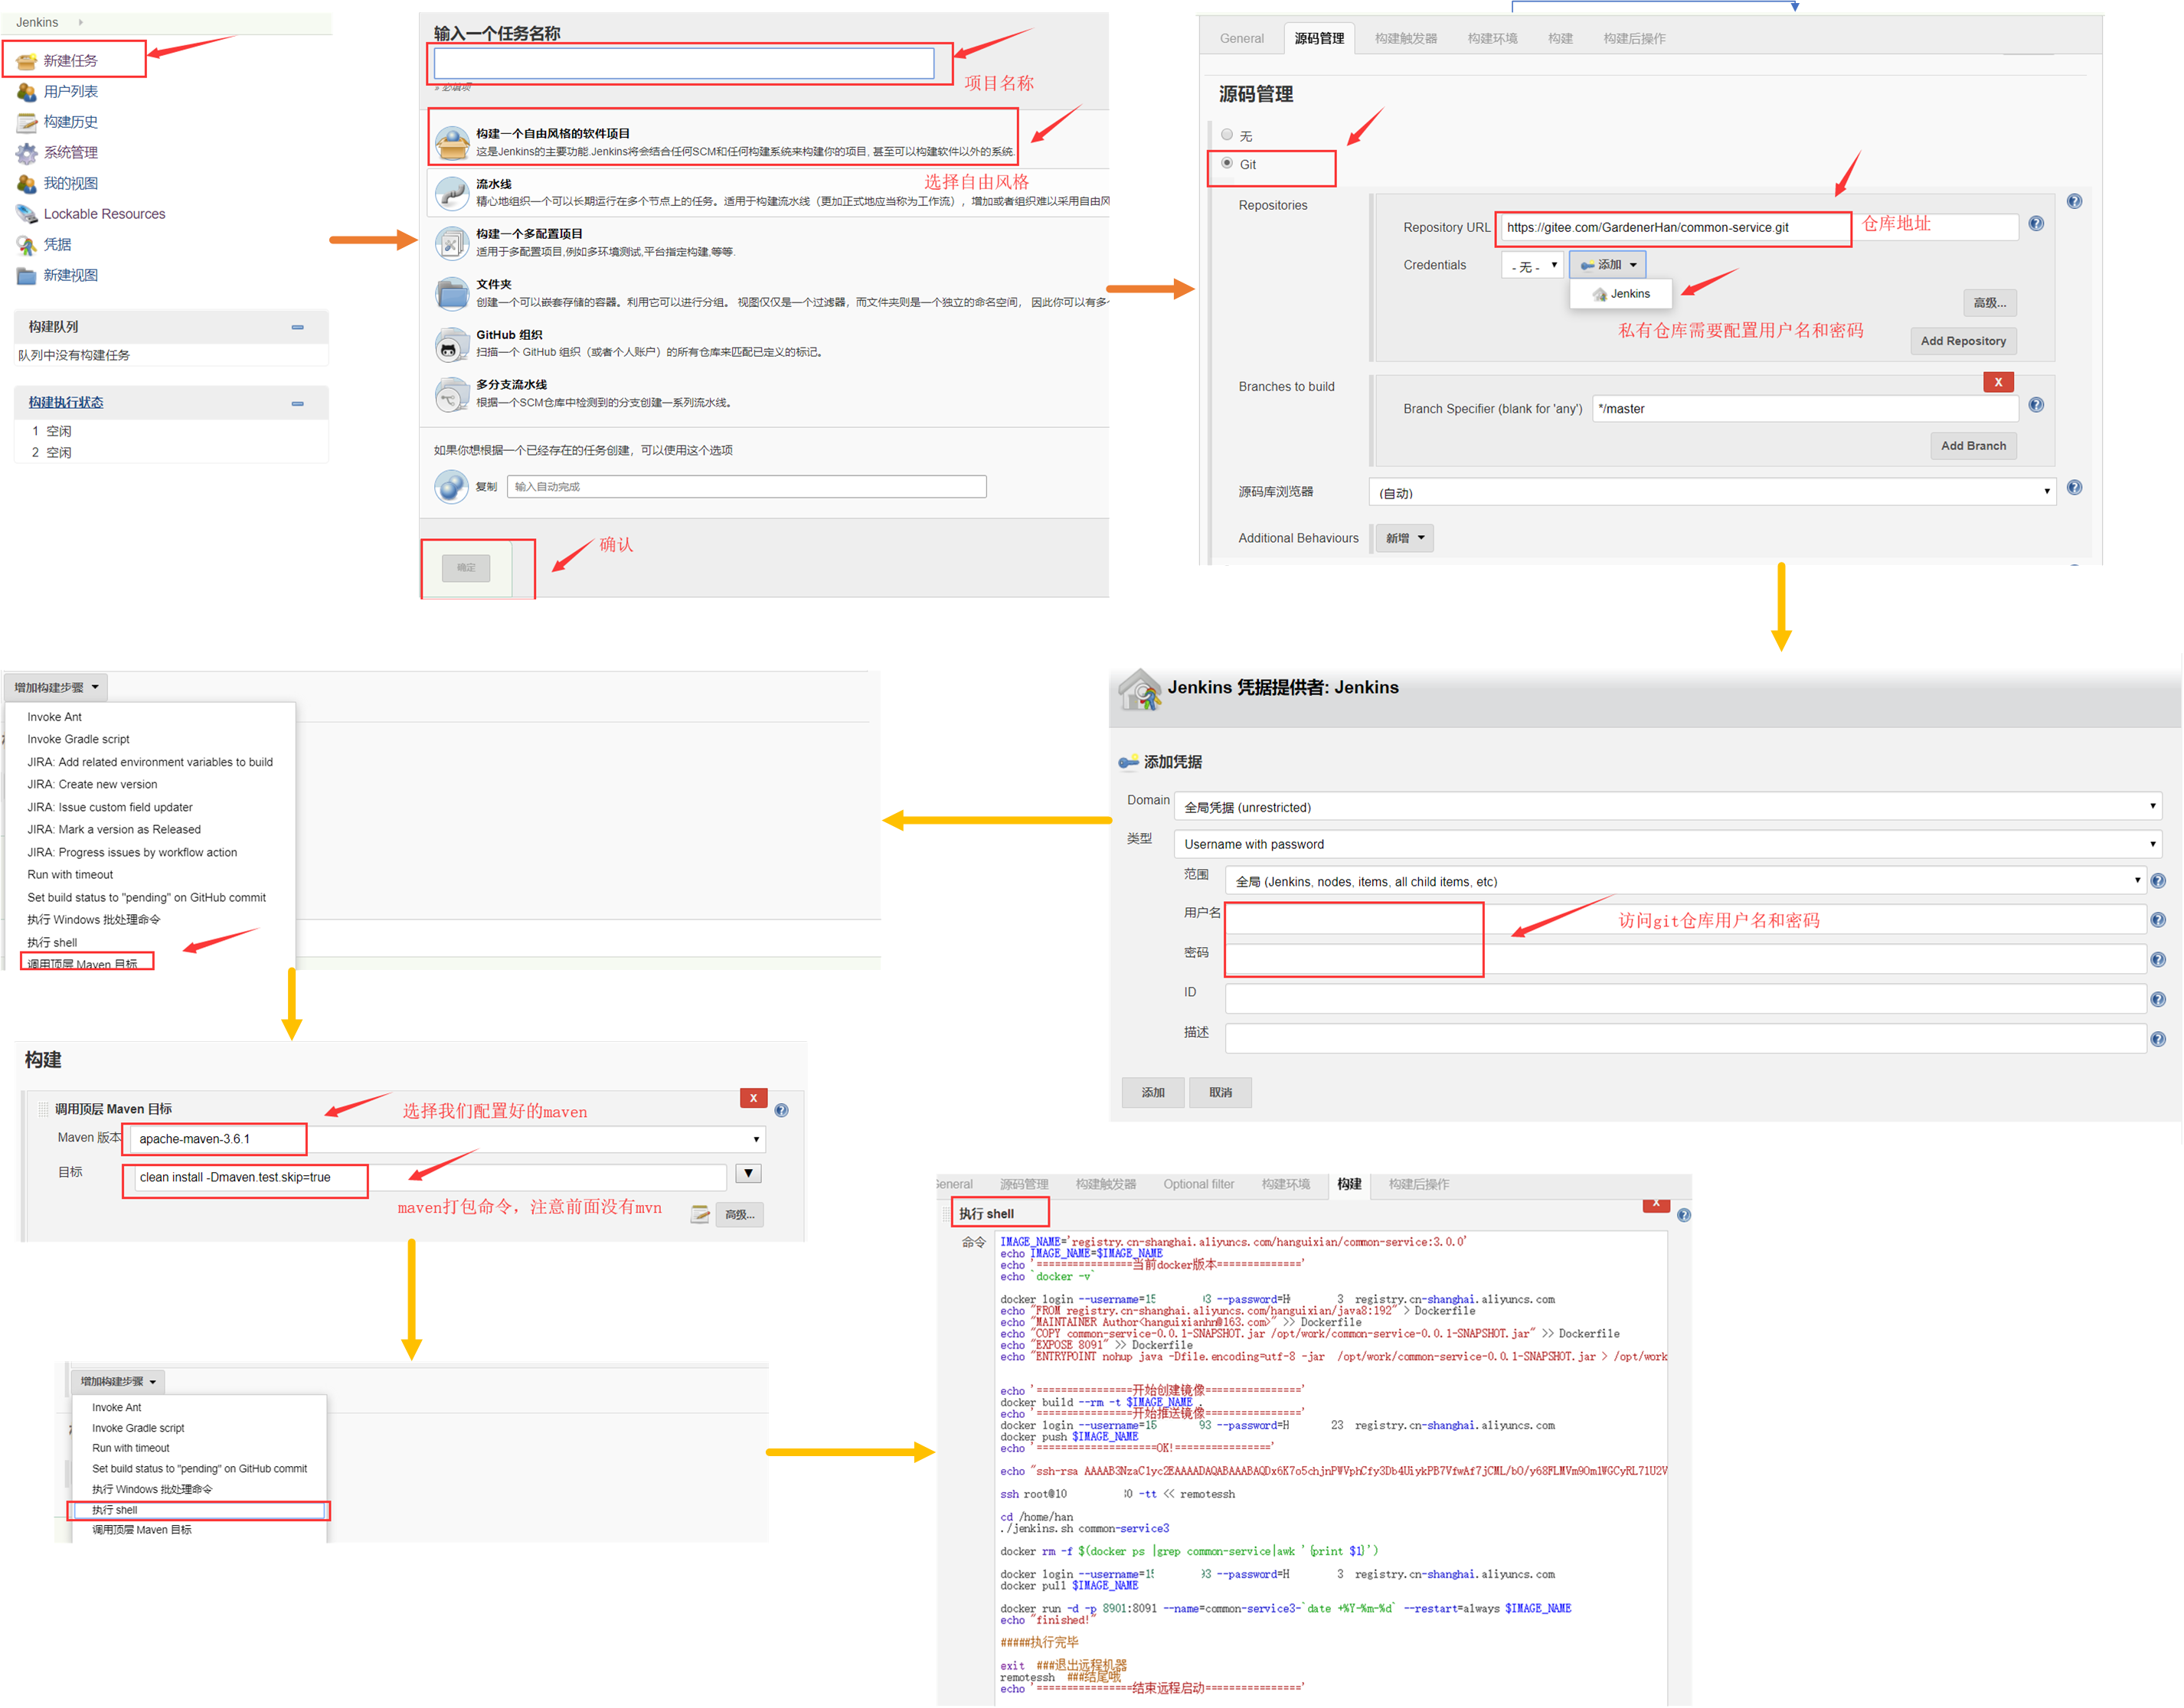 Jenkins
新建任务
用户列表
构建历史
系统管理
我的视图
Lockable Resources
凭据
新建视图
构建队列
队列中没有构建任务
构建执行状态
1 空闲
2 空闲
输入一个任务名称
» 必填项
项目名称
构建一个自由风格的软件项目
这是Jenkins的主要功能.Jenkins将会结合任何SCM和任何构建系统来构建你的项目, 甚至可以构建软件以外的系统.
选择自由风格
流水线
精心地组织一个可以长期运行在多个节点上的任务。适用于构建流水线（更加正式地应当称为工作流），增加或者组织难以采用自由风
构建一个多配置项目
适用于多配置项目,例如多环境测试,平台指定构建,等等.
文件夹
创建一个可以嵌套存储的容器。利用它可以进行分组。 视图仅仅是一个过滤器，而文件夹则是一个独立的命名空间， 因此你可以有多个
GitHub 组织
扫描一个 GitHub 组织（或者个人账户）的所有仓库来匹配已定义的标记。
多分支流水线
根据一个SCM仓库中检测到的分支创建一系列流水线。
如果你想根据一个已经存在的任务创建，可以使用这个选项
复制 输入自动完成
确定
确认
General 源码管理 构建触发器 构建环境 构建 构建后操作
源码管理
无
Git
Repositories
Repository URL https://gitee.com/GardenerHan/common-service.git 仓库地址
Credentials - 无 - 添加
Jenkins
高级...
私有仓库需要配置用户名和密码
Add Repository
Branches to build
X
Branch Specifier (blank for 'any') */master
Add Branch
源码库浏览器 (自动)
Additional Behaviours 新增
Jenkins 凭据提供者: Jenkins
添加凭据
Domain 全局凭据 (unrestricted)
类型 Username with password
范围 全局 (Jenkins, nodes, items, all child items, etc)
用户名
访问git仓库用户名和密码
密码
ID
描述
添加 取消
增加构建步骤
Invoke Ant
Invoke Gradle script
JIRA: Add related environment variables to build
JIRA: Create new version
JIRA: Issue custom field updater
JIRA: Mark a version as Released
JIRA: Progress issues by workflow action
Run with timeout
Set build status to "pending" on GitHub commit
执行 Windows 批处理命令
执行 shell
调用顶层 Maven 目标
构建
调用顶层 Maven 目标
X
选择我们配置好的maven
Maven 版本 apache-maven-3.6.1
目标 clean install -Dmaven.test.skip=true
maven打包命令，注意前面没有mvn
高级...
增加构建步骤
Invoke Ant
Invoke Gradle script
Run with timeout
Set build status to "pending" on GitHub commit
执行 Windows 批处理命令
执行 shell
调用顶层 Maven 目标
General 源码管理 构建触发器 Optional filter 构建环境 构建 构建后操作
X
执行 shell
命令
IMAGE_NAME='registry.cn-shanghai.aliyuncs.com/hanguixian/common-service:3.0.0'
echo IMAGE_NAME=$IMAGE_NAME
echo '================当前docker版本=============='
echo `docker -v`
docker login --username=15 93 --password=H 3 registry.cn-shanghai.aliyuncs.com
echo "FROM registry.cn-shanghai.aliyuncs.com/hanguixian/java8:192" > Dockerfile
echo "MAINTAINER Author<hanguixianhn@163.com>" >> Dockerfile
echo "COPY common-service-0.0.1-SNAPSHOT.jar /opt/work/common-service-0.0.1-SNAPSHOT.jar" >> Dockerfile
echo "EXPOSE 8091" >> Dockerfile
echo "ENTRYPOINT nohup java -Dfile.encoding=utf-8 -jar /opt/work/common-service-0.0.1-SNAPSHOT.jar > /opt/work
echo '================开始创建镜像================'
docker build --rm -t $IMAGE_NAME .
echo '================开始推送镜像================'
docker login --username=15 93 --password=H 23 registry.cn-shanghai.aliyuncs.com
docker push $IMAGE_NAME
echo '====================OK!================'
echo "ssh-rsa AAAAB3NzaC1yc2EAAAADAQABAAABAQDx6K7o5chjnPWVphCfy3Db4UiykPB7VfwAf7jCML/bO/y68FLMVm9Om1WGCyRL71U2V
ssh root@10 30 -tt << remotessh
cd /home/han
./jenkins.sh common-service3
docker rm -f $(docker ps |grep common-service|awk '{print $1}')
docker login --username=15 93 --password=H 3 registry.cn-shanghai.aliyuncs.com
docker pull $IMAGE_NAME
docker run -d -p 8901:8091 --name=common-service3-`date +%Y-%m-%d` --restart=always $IMAGE_NAME
echo "finished!"
#####执行完毕
exit ###退出远程机器
remotessh ###结尾哦
echo '================结束远程启动================'